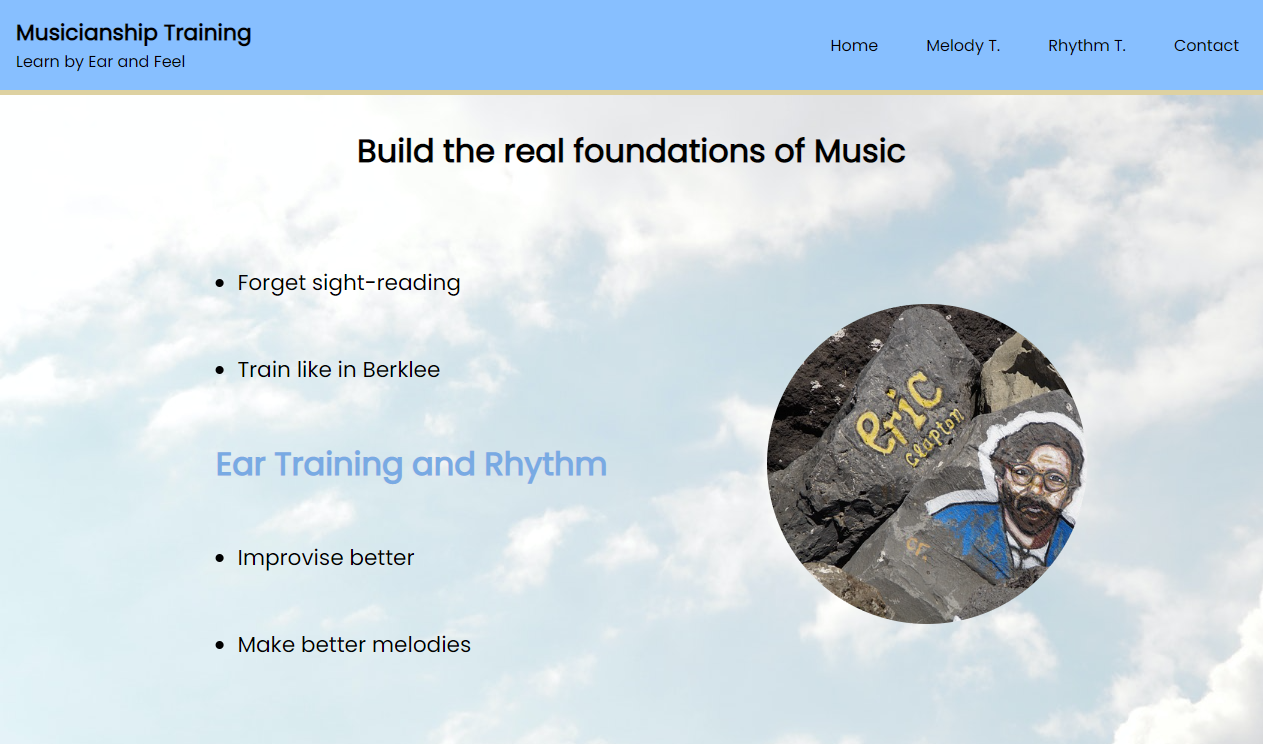 Musicianship Training
Learn by Ear and Feel
Home Melody T. Rhythm T. Contact
Build the real foundations of Music
Forget sight-reading
Train like in Berklee
Ear Training and Rhythm
Improvise better
Make better melodies
eric
clapton